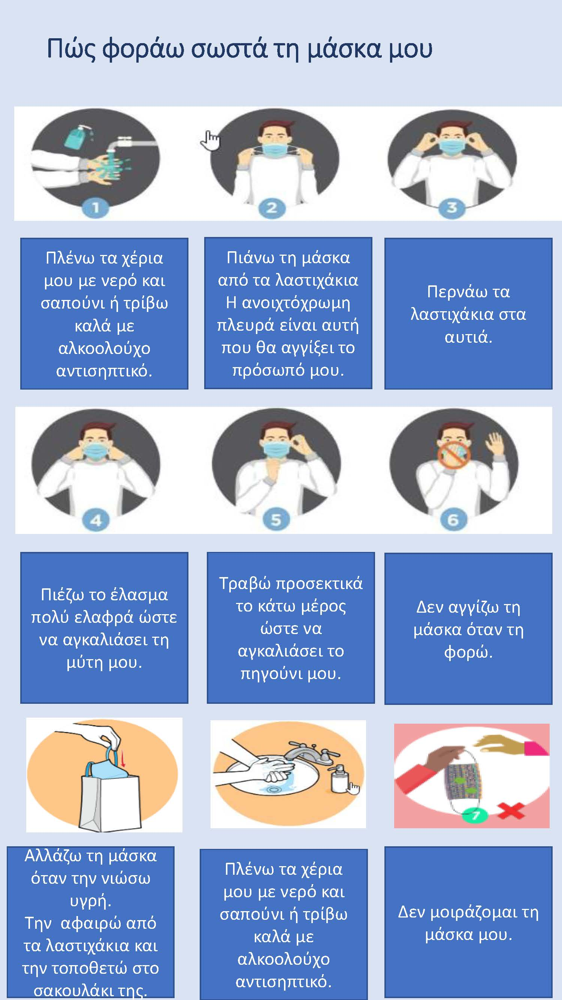 Πώς φοράω σωστά τη μάσκα μου
1
2
3
Πλένω τα χέρια
μου με νερό και
σαπούνι ή τρίβω
καλά με
αλκοολούχο
αντισηπτικό.
Πιάνω τη μάσκα
από τα λαστιχάκια
Η ανοιχτόχρωμη
πλευρά είναι αυτή
που θα αγγίξει το
πρόσωπό μου.
Περνάω τα
λαστιχάκια στα
αυτιά.
4
5
6
Πιέζω το έλασμα
πολύ ελαφρά ώστε
να αγκαλιάσει τη
μύτη μου.
Τραβώ προσεκτικά
το κάτω μέρος
ώστε να
αγκαλιάσει το
πηγούνι μου.
Δεν αγγίζω τη
μάσκα όταν τη
φορώ.
7
Αλλάζω τη μάσκα
όταν την νιώσω
υγρή.
Την αφαιρώ από
τα λαστιχάκια και
την τοποθετώ στο
σακουλάκι της.
Πλένω τα χέρια
μου με νερό και
σαπούνι ή τρίβω
καλά με
αλκοολούχο
αντισηπτικό.
Δεν μοιράζομαι τη
μάσκα μου.